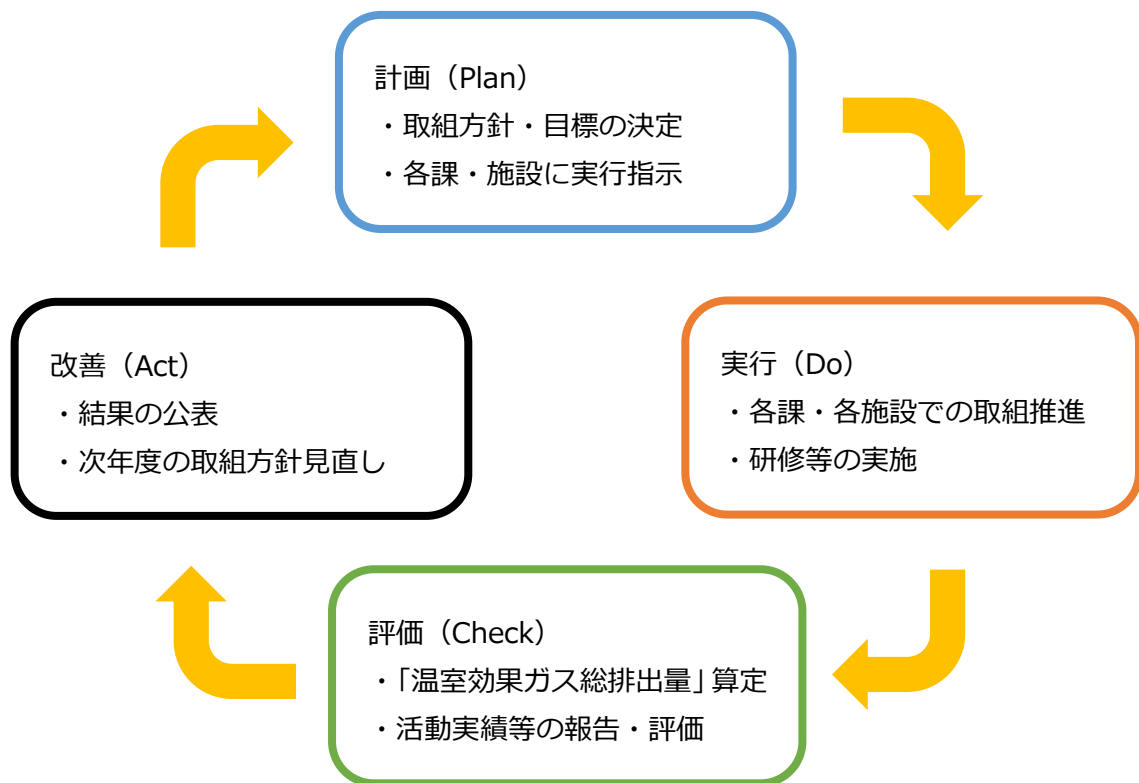 計画（Plan）
・取組方針・目標の決定
・各課・施設に実行指示
改善（Act）
・結果の公表
・次年度の取組方針見直し
実行（Do）
・各課・各施設での取組推進
・研修等の実施
評価（Check）
・「温室効果ガス総排出量」算定
・活動実績等の報告・評価